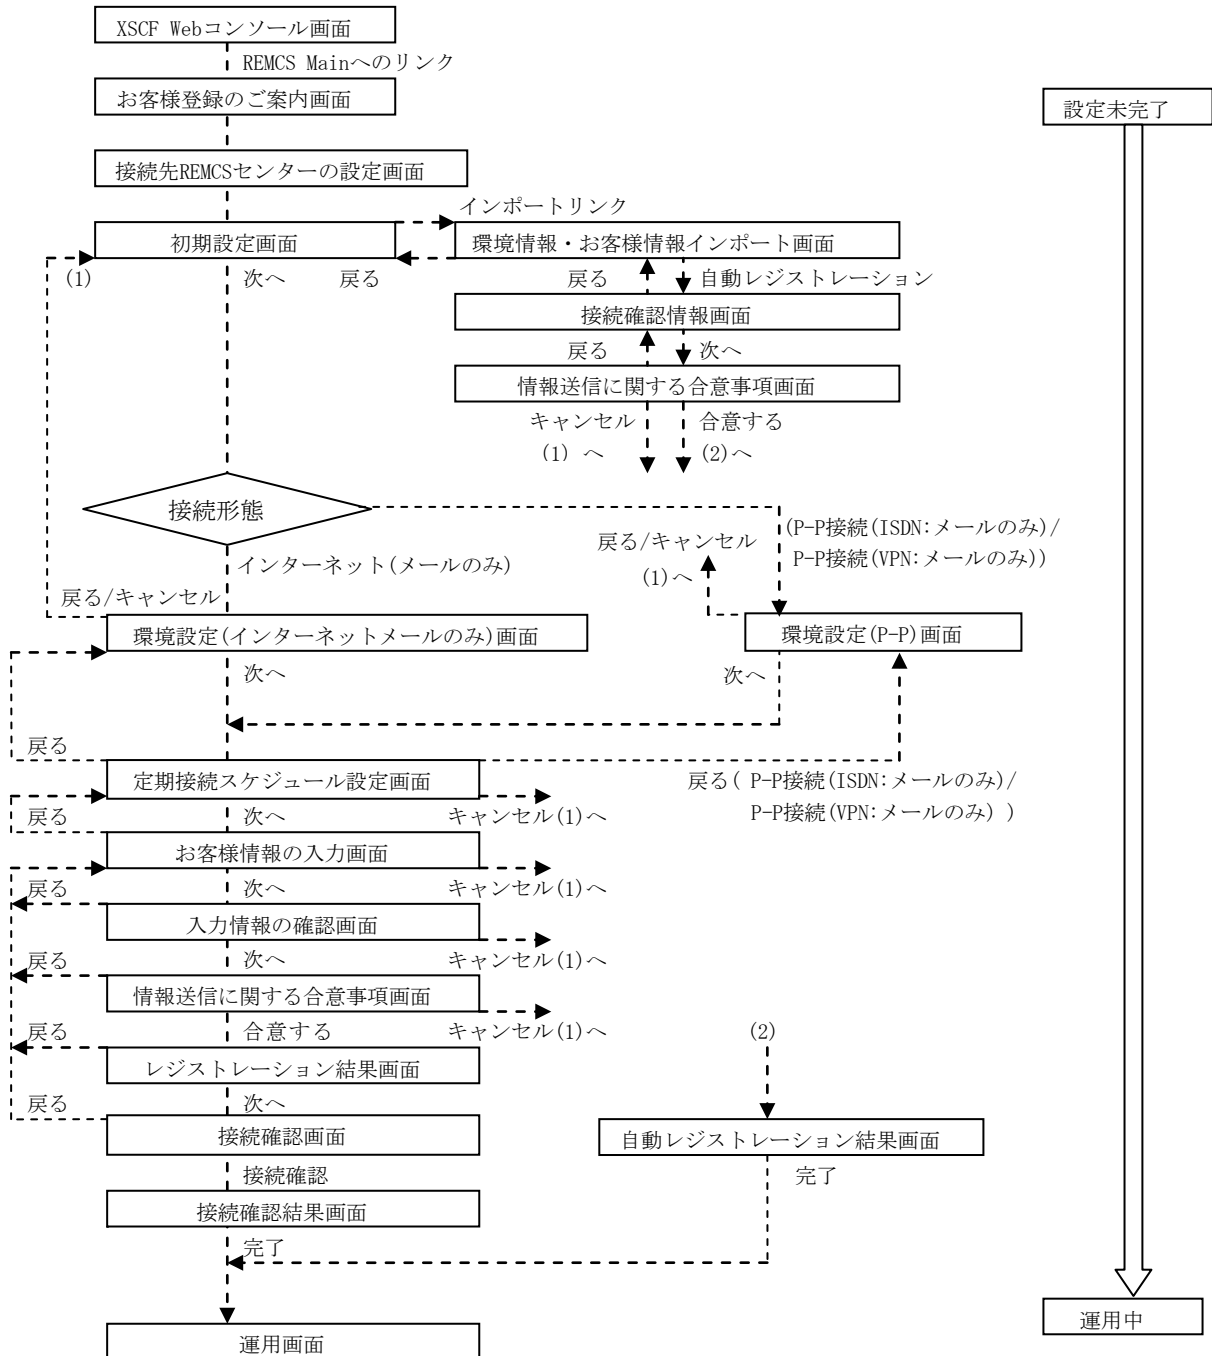 XSCF Webコンソール画面
REMCS Mainへのリンク
お客様登録のご案内画面
設定未完了
接続先REMCSセンターの設定画面
インポートリンク
初期設定画面
環境情報・お客様情報インポート画面
(1)
次へ
戻る
戻る
自動レジストレーション
接続確認情報画面
戻る
次へ
情報送信に関する合意事項画面
キャンセル
(1) へ
合意する
(2)へ
接続形態
(P-P接続(ISDN:メールのみ)/
P-P接続(VPN:メールのみ))
戻る/キャンセル
(1)へ
インターネット(メールのみ)
戻る/キャンセル
環境設定(インターネットメールのみ)画面
環境設定(P-P)画面
次へ
次へ
戻る
定期接続スケジュール設定画面
戻る( P-P接続(ISDN:メールのみ)/
P-P接続(VPN:メールのみ) )
戻る
次へ
キャンセル(1)へ
お客様情報の入力画面
戻る
次へ
キャンセル(1)へ
入力情報の確認画面
戻る
次へ
キャンセル(1)へ
情報送信に関する合意事項画面
戻る
合意する
キャンセル(1)へ
(2)
レジストレーション結果画面
戻る
次へ
接続確認画面
自動レジストレーション結果画面
接続確認
完了
接続確認結果画面
完了
運用中
運用画面